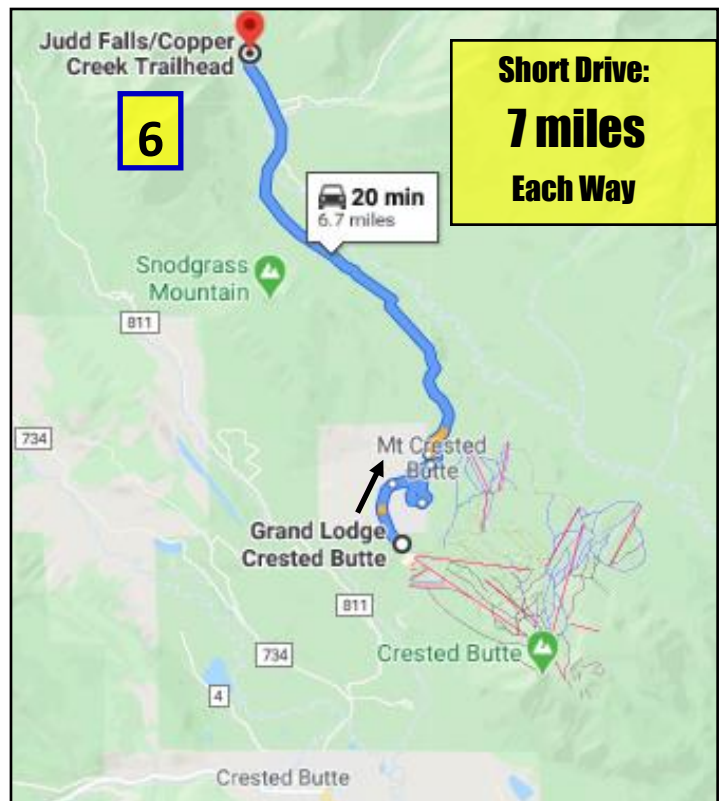 Judd Falls/Copper
Creek Trailhead
Short Drive:
7 miles
Each Way
6
20 min
6.7 miles
Snodgrass
Mountain
811
734
Mt Crested
Butte
Grand Lodge
Crested Butte
811
734
Crested Butte
4
Crested Butte